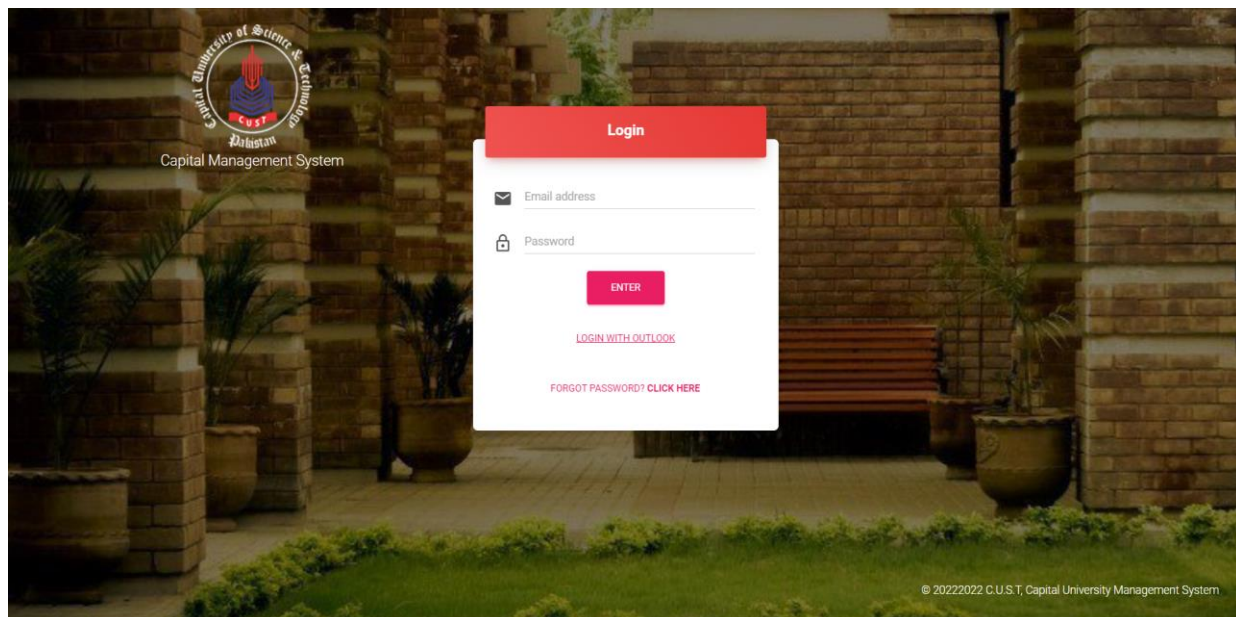 Capital University of Science & Technology
CUST
Pakistan
Capital Management System
Login
Email address
Password
ENTER
LOGIN WITH OUTLOOK
FORGOT PASSWORD? CLICK HERE
© 20222022 C.U.S.T, Capital University Management System